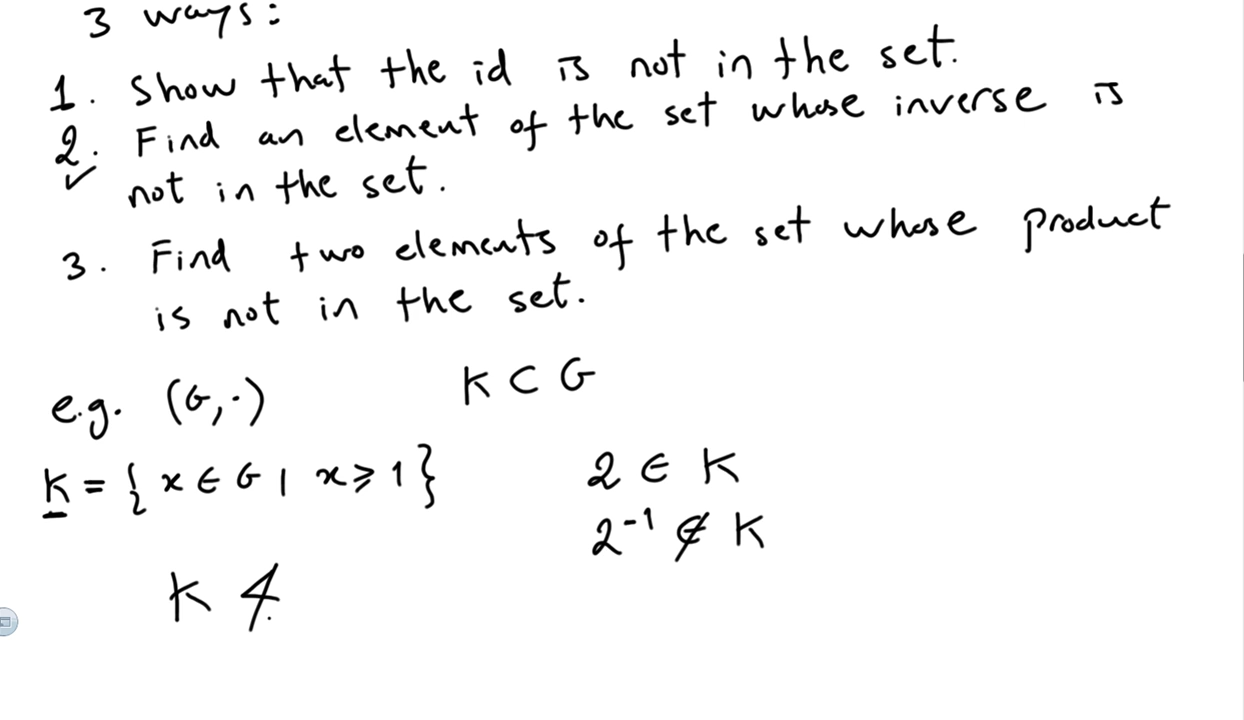 3 ways:
1. Show that the id is not in the set.
2. Find an element of the set whose inverse is
not in the set.
3. Find two elements of the set whose product
is not in the set.
e.g. (G,·) K ⊂ G
K = { x ∈ G | x ⩾ 1 } 2 ∈ K
2⁻¹ ∉ K
K ≮